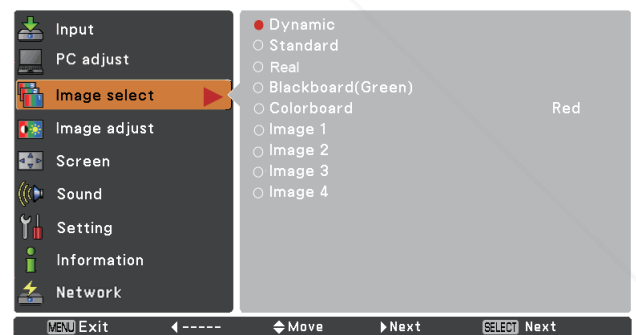 Input
PC adjust
Image select
Image adjust
Screen
Sound
Setting
Information
Network
Dynamic
Standard
Real
Blackboard(Green)
Colorboard Red
Image 1
Image 2
Image 3
Image 4
MENU Exit ----- Move Next SELECT Next